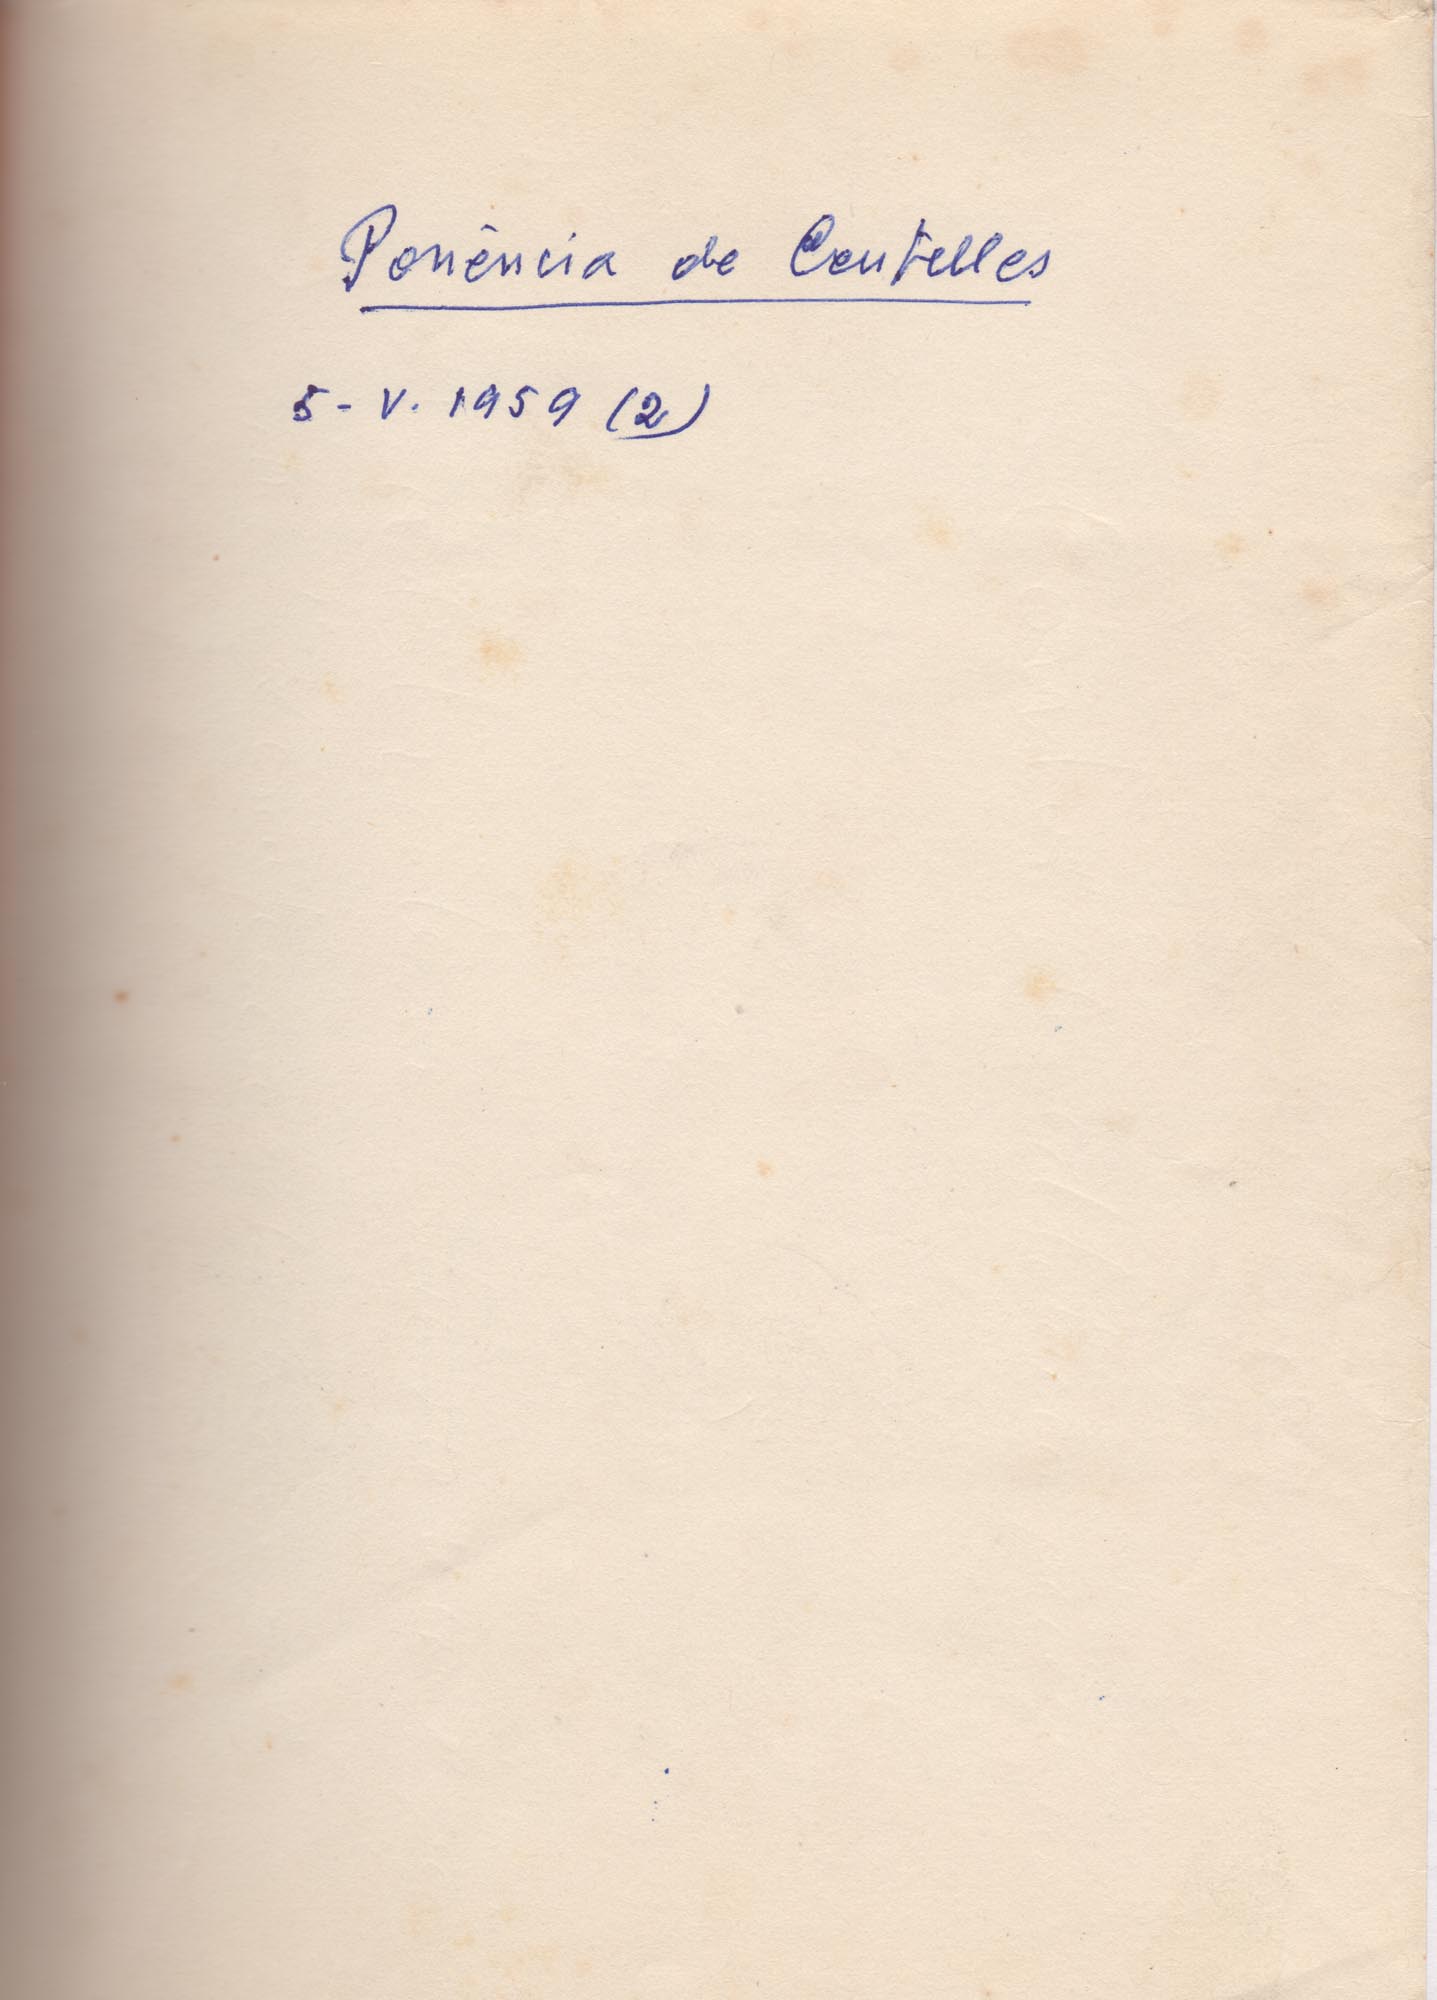 Ponència de Centelles
5-V. 1959 (2)